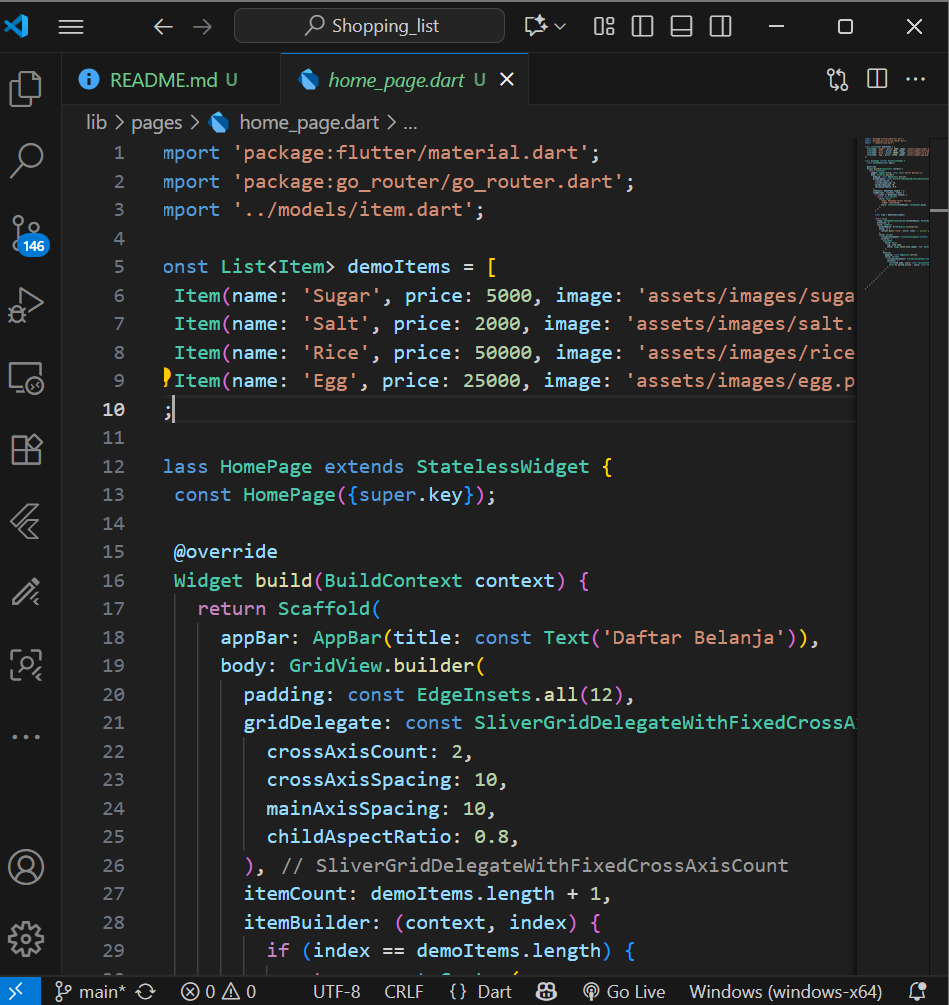 Shopping_list
README.md U
home_page.dart U
lib > pages > home_page.dart > ...
1 mport 'package:flutter/material.dart';
2 mport 'package:go_router/go_router.dart';
3 mport '../models/item.dart';
4
5 onst List<Item> demoItems = [
6 Item(name: 'Sugar', price: 5000, image: 'assets/images/suga
7 Item(name: 'Salt', price: 2000, image: 'assets/images/salt.
8 Item(name: 'Rice', price: 50000, image: 'assets/images/rice
9 Item(name: 'Egg', price: 25000, image: 'assets/images/egg.p
10 ;
11
12 lass HomePage extends StatelessWidget {
13 const HomePage({super.key});
14
15 @override
16 Widget build(BuildContext context) {
17 return Scaffold(
18 appBar: AppBar(title: const Text('Daftar Belanja')),
19 body: GridView.builder(
20 padding: const EdgeInsets.all(12),
21 gridDelegate: const SliverGridDelegateWithFixedCrossA
22 crossAxisCount: 2,
23 crossAxisSpacing: 10,
24 mainAxisSpacing: 10,
25 childAspectRatio: 0.8,
26 ), // SliverGridDelegateWithFixedCrossAxisCount
27 itemCount: demoItems.length + 1,
28 itemBuilder: (context, index) {
29 if (index == demoItems.length) {
146
main* 0 0 UTF-8 CRLF {} Dart Go Live Windows (windows-x64)